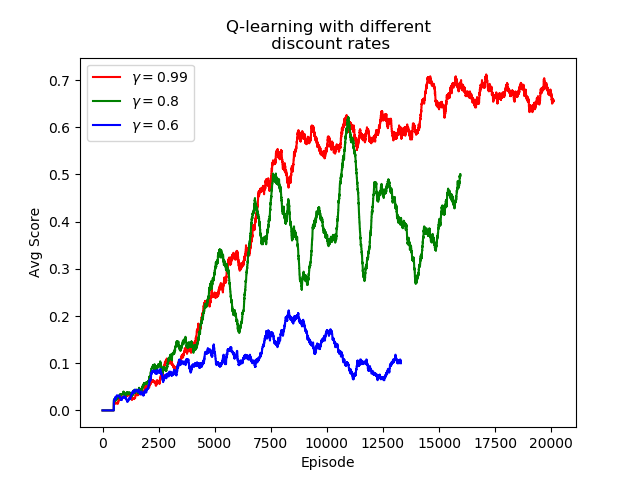 Q-learning with different
discount rates
γ = 0.99
γ = 0.8
γ = 0.6
Avg Score
0.7
0.6
0.5
0.4
0.3
0.2
0.1
0.0
0 2500 5000 7500 10000 12500 15000 17500 20000
Episode